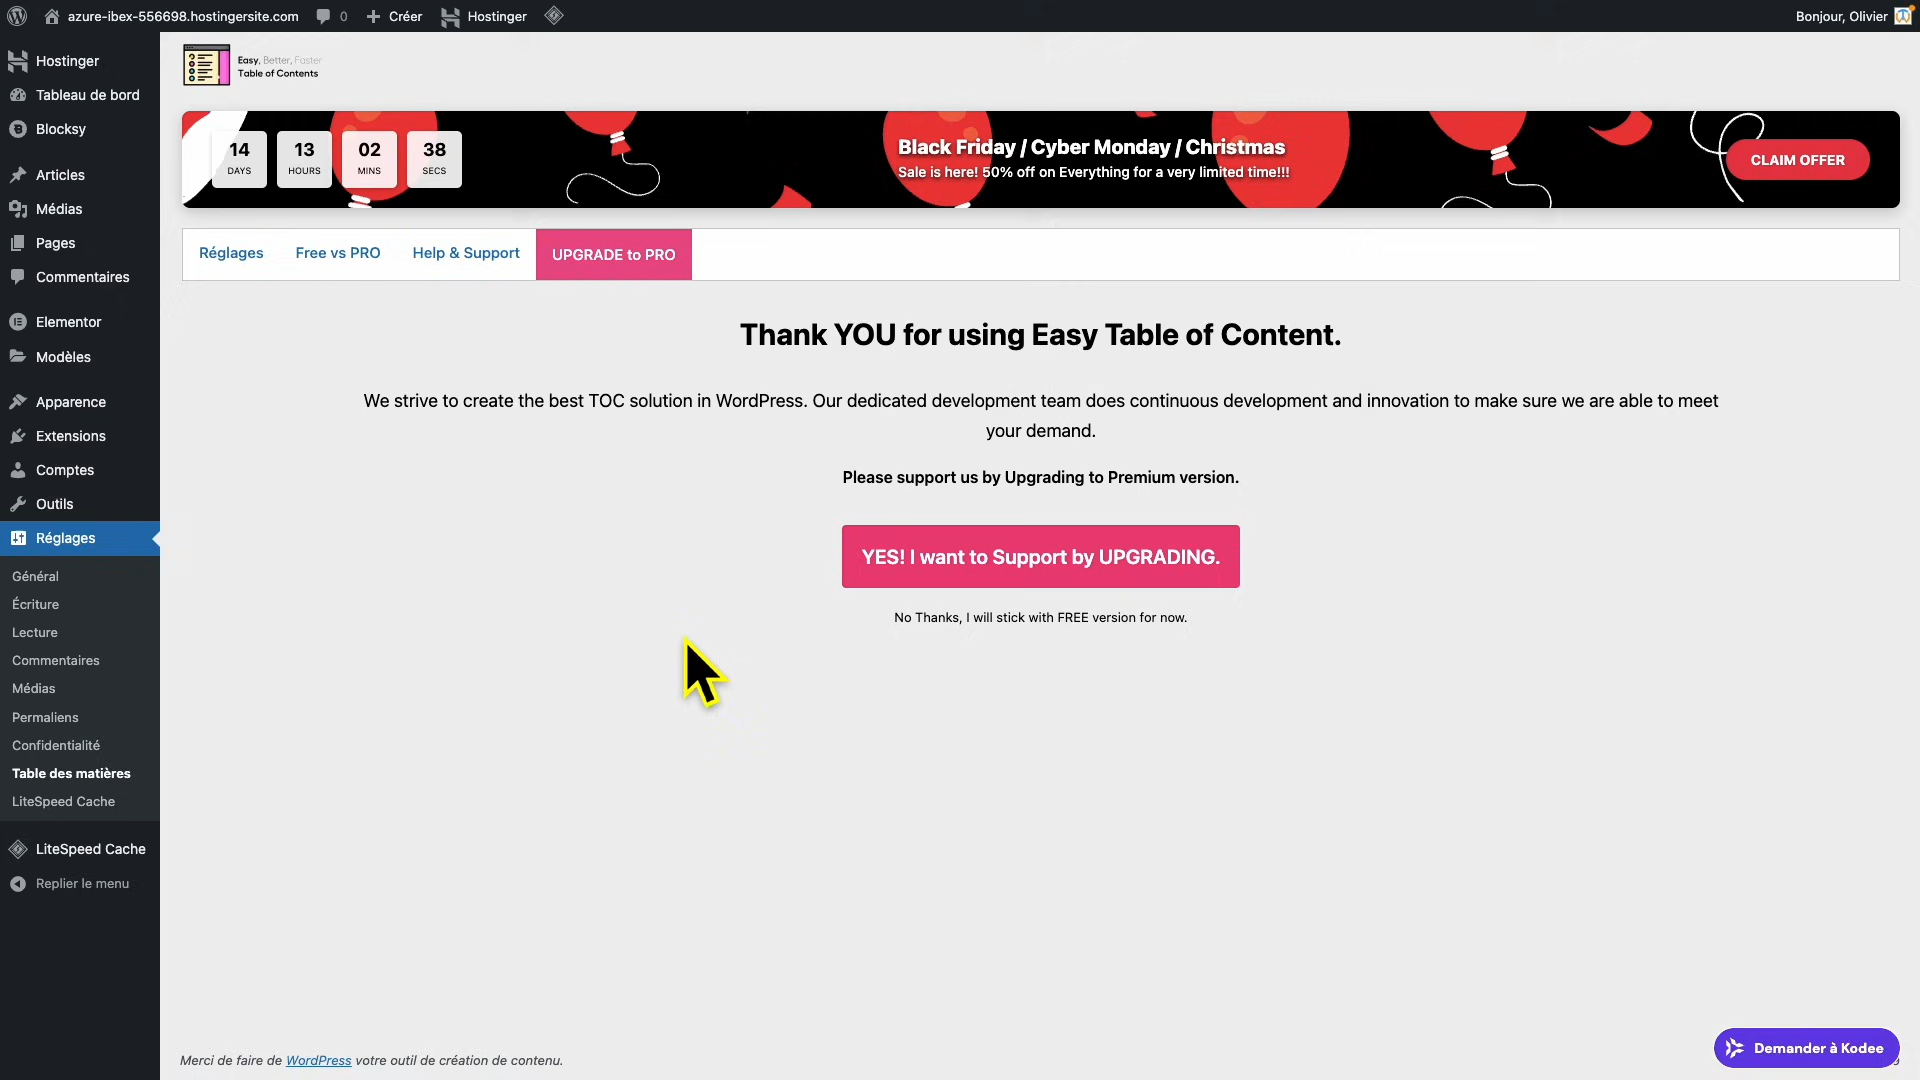 azure-ibex-556698.hostingersite.com 0 Créer Hostinger Bonjour, Olivier
Hostinger
Tableau de bord
Blocksy
Articles
Médias
Pages
Commentaires
Elementor
Modèles
Apparence
Extensions
Comptes
Outils
Réglages
Général
Écriture
Lecture
Commentaires
Médias
Permaliens
Confidentialité
Table des matières
LiteSpeed Cache
LiteSpeed Cache
Replier le menu
Easy, Better, Faster
Table of Contents
14 DAYS
13 HOURS
02 MINS
38 SECS
Black Friday / Cyber Monday / Christmas
Sale is here! 50% off on Everything for a very limited time!!!
CLAIM OFFER
Réglages Free vs PRO Help & Support UPGRADE to PRO
Thank YOU for using Easy Table of Content.
We strive to create the best TOC solution in WordPress. Our dedicated development team does continuous development and innovation to make sure we are able to meet
your demand.
Please support us by Upgrading to Premium version.
YES! I want to Support by UPGRADING.
No Thanks, I will stick with FREE version for now.
Merci de faire de WordPress votre outil de création de contenu.
Demander à Kodee